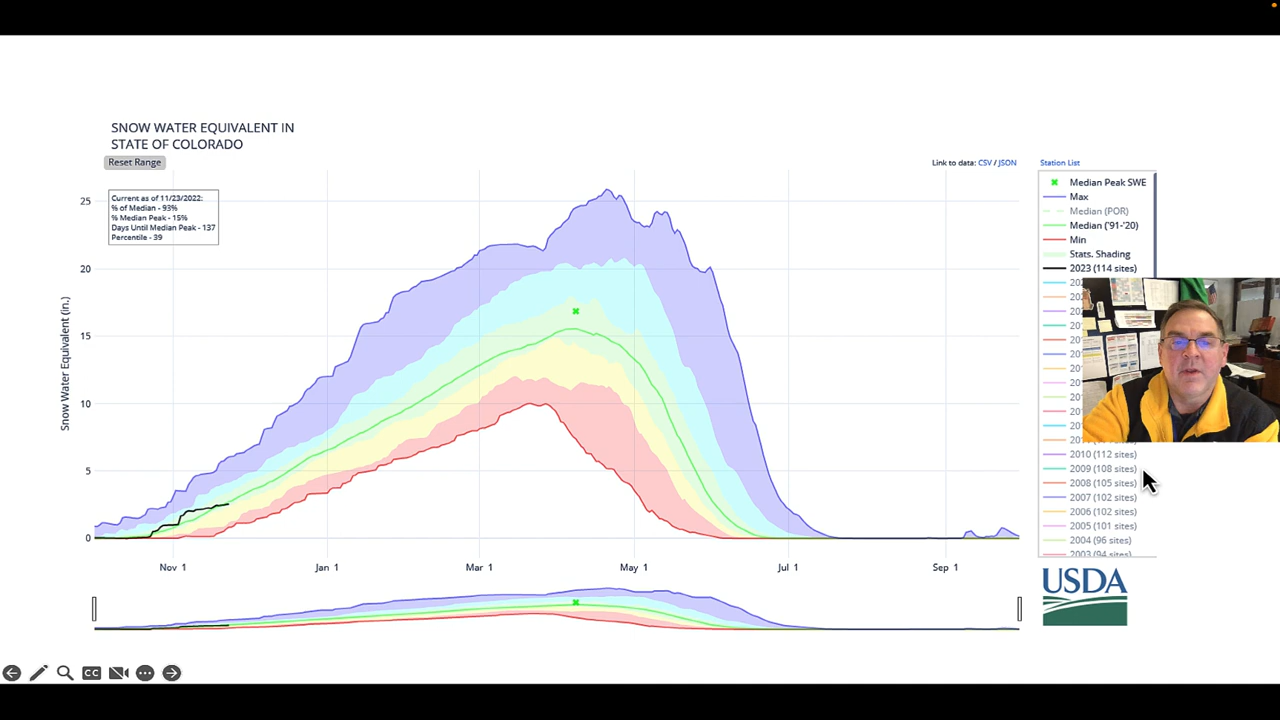 SNOW WATER EQUIVALENT IN
STATE OF COLORADO
Reset Range
Link to data: CSV / JSON
Station List
Current as of 11/23/2022:
% of Median - 93%
% Median Peak - 15%
Days Until Median Peak - 137
Percentile - 39
Snow Water Equivalent (in.)
25
20
15
10
5
0
Nov 1
Jan 1
Mar 1
May 1
Jul 1
Sep 1
Median Peak SWE
Max
Median (POR)
Median ('91-'20)
Min
Stats. Shading
2023 (114 sites)
2010 (112 sites)
2009 (108 sites)
2008 (105 sites)
2007 (102 sites)
2006 (102 sites)
2005 (101 sites)
2004 (96 sites)
2003 (94 sites)
USDA
CC